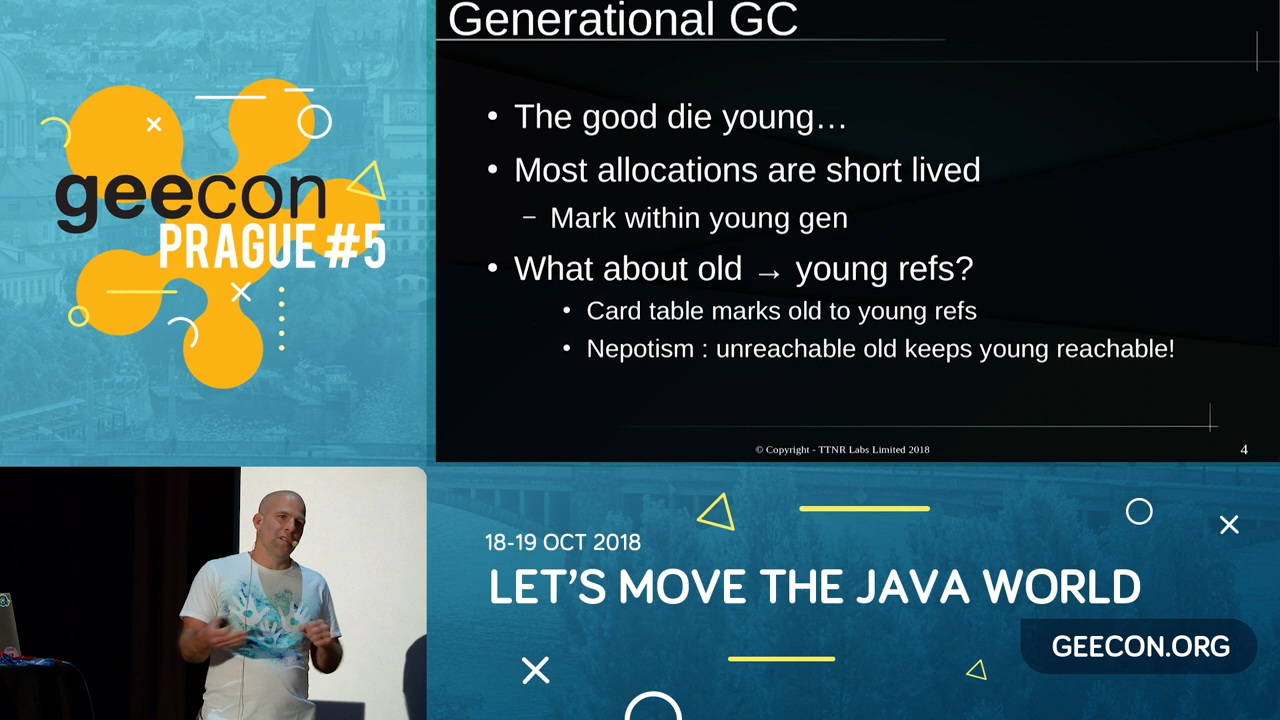 geecon
PRAGUE #5
Generational GC
• The good die young…
• Most allocations are short lived
– Mark within young gen
• What about old → young refs?
• Card table marks old to young refs
• Nepotism : unreachable old keeps young reachable!
© Copyright - TTNR Labs Limited 2018
4
18-19 OCT 2018
LET'S MOVE THE JAVA WORLD
GEECON.ORG